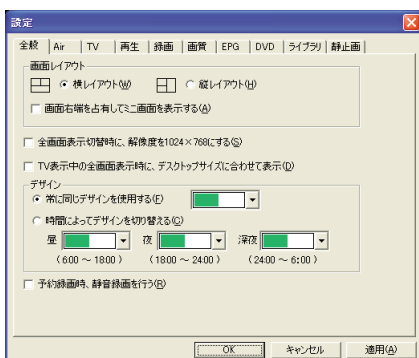 設定
全般 Air TV 再生 録画 画質 EPG DVD ライブラリ 静止画
画面レイアウト
横レイアウト(W) 縦レイアウト(H)
画面右端を占有してミニ画面を表示する(A)
全画面表示切替時に、解像度を1024×768にする(S)
TV表示中の全画面表示時に、デスクトップサイズに合わせて表示(D)
デザイン
常に同じデザインを使用する(F)
時間によってデザインを切り替える(C)
昼 夜 深夜
(6:00 ～ 18:00) (18:00 ～ 24:00) (24:00 ～ 6:00)
予約録画時、静音録画を行う(R)
OK キャンセル 適用(A)